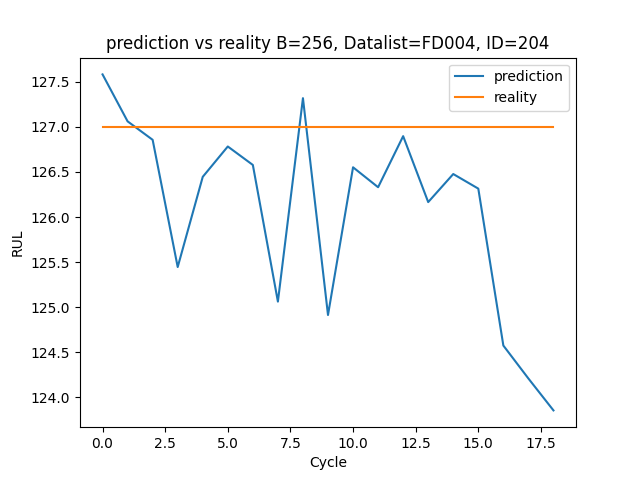 prediction vs reality B=256, Datalist=FD004, ID=204
prediction
reality
127.5
127.0
126.5
126.0
125.5
125.0
124.5
124.0
RUL
0.0 2.5 5.0 7.5 10.0 12.5 15.0 17.5
Cycle